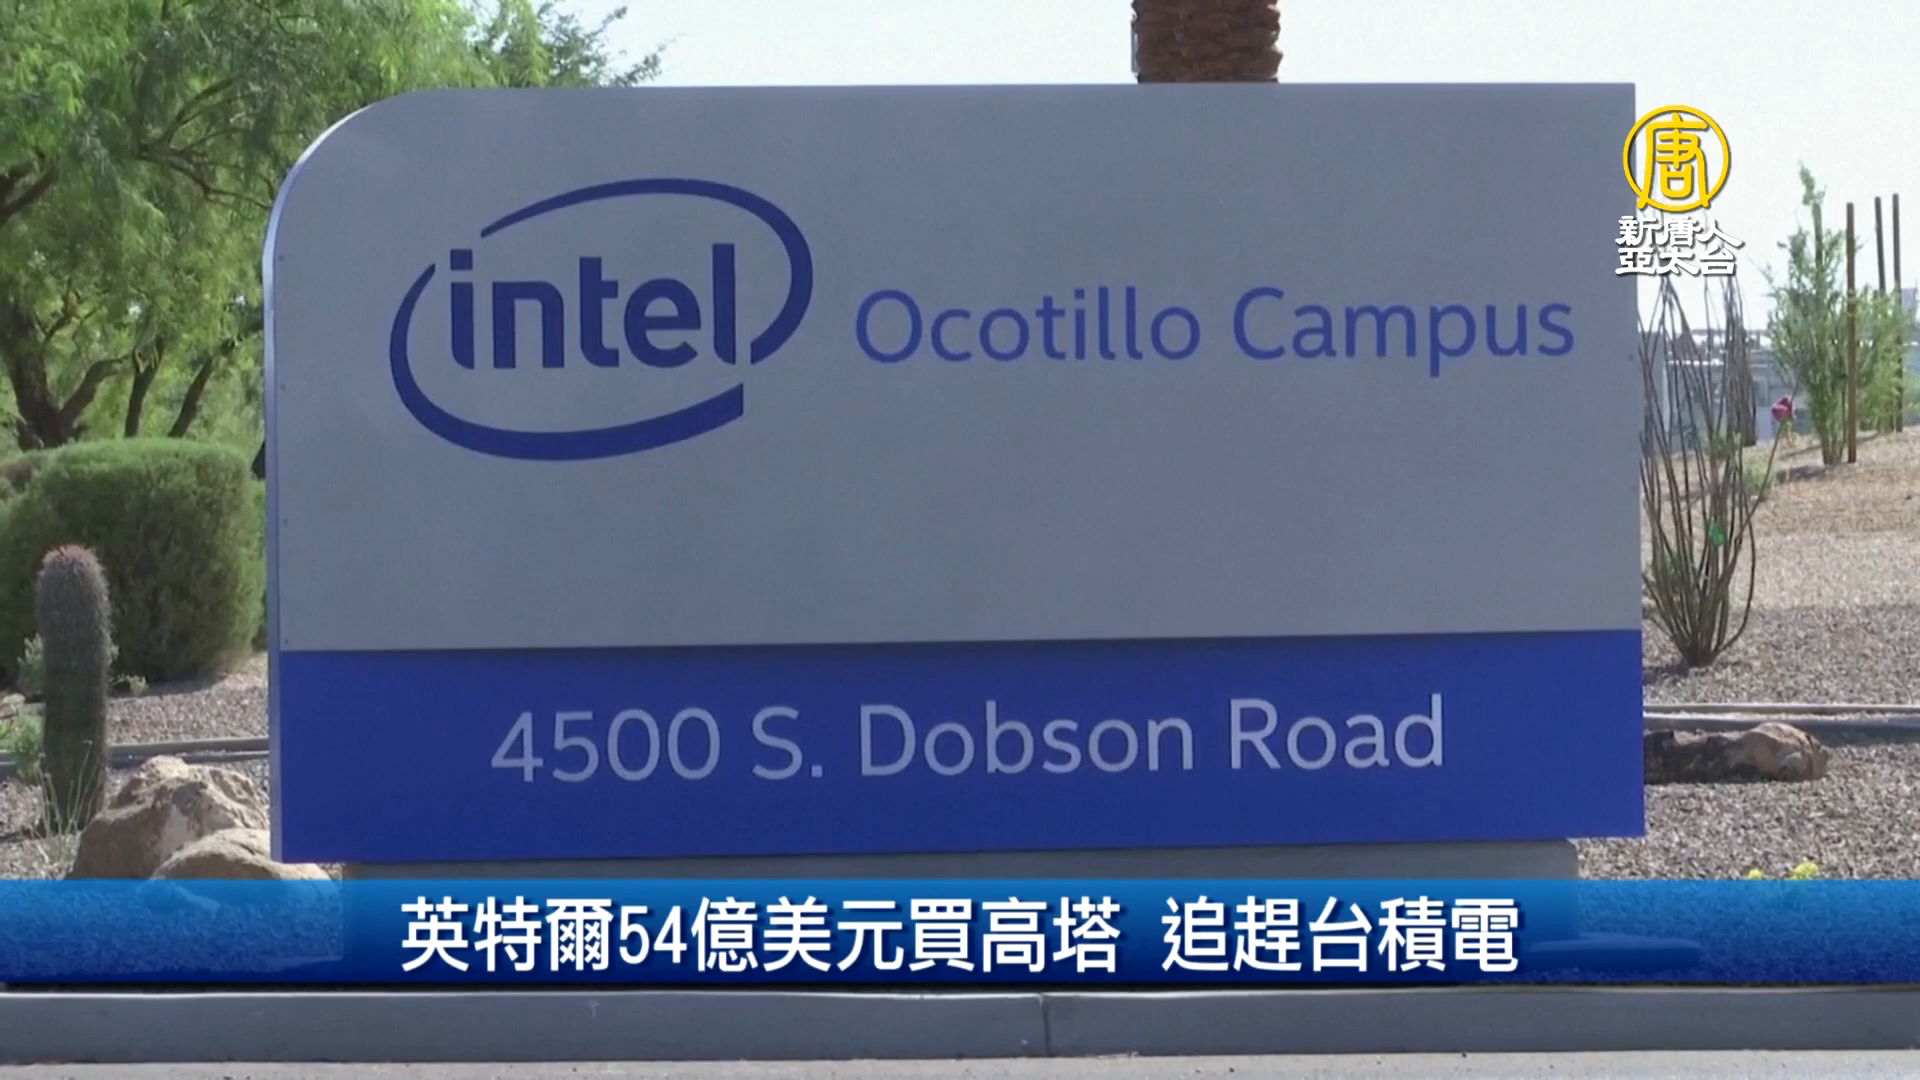 唐
新唐人
亞太台
intel
Ocotillo Campus
4500 S. Dobson Road
英特爾54億美元買高塔 追趕台積電